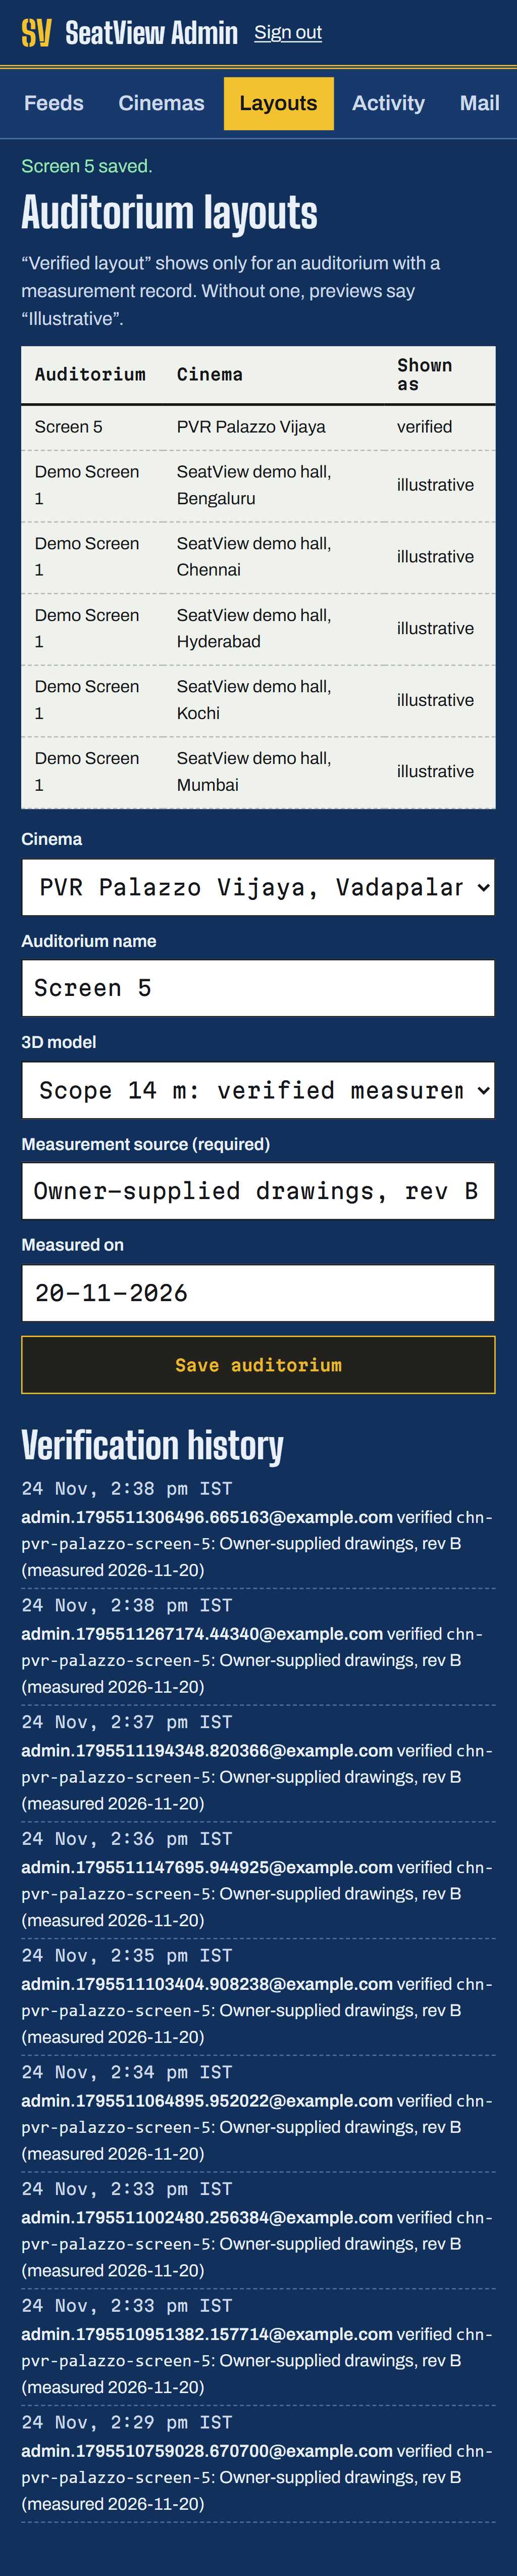 SV SeatView Admin Sign out
Feeds Cinemas Layouts Activity Mail
Screen 5 saved.
Auditorium layouts
“Verified layout” shows only for an auditorium with a
measurement record. Without one, previews say
“Illustrative”.
Auditorium Cinema Shown as
Screen 5 PVR Palazzo Vijaya verified
Demo Screen 1 SeatView demo hall, Bengaluru illustrative
Demo Screen 1 SeatView demo hall, Chennai illustrative
Demo Screen 1 SeatView demo hall, Hyderabad illustrative
Demo Screen 1 SeatView demo hall, Kochi illustrative
Demo Screen 1 SeatView demo hall, Mumbai illustrative
Cinema
PVR Palazzo Vijaya, Vadapalar
Auditorium name
Screen 5
3D model
Scope 14 m: verified measurem
Measurement source (required)
Owner-supplied drawings, rev B
Measured on
20-11-2026
Save auditorium
Verification history
24 Nov, 2:38 pm IST
admin.1795511306496.665163@example.com verified chn-
pvr-palazzo-screen-5: Owner-supplied drawings, rev B
(measured 2026-11-20)
24 Nov, 2:38 pm IST
admin.1795511267174.44340@example.com verified chn-
pvr-palazzo-screen-5: Owner-supplied drawings, rev B
(measured 2026-11-20)
24 Nov, 2:37 pm IST
admin.1795511194348.820366@example.com verified chn-
pvr-palazzo-screen-5: Owner-supplied drawings, rev B
(measured 2026-11-20)
24 Nov, 2:36 pm IST
admin.1795511147695.944925@example.com verified chn-
pvr-palazzo-screen-5: Owner-supplied drawings, rev B
(measured 2026-11-20)
24 Nov, 2:35 pm IST
admin.1795511103404.908238@example.com verified chn-
pvr-palazzo-screen-5: Owner-supplied drawings, rev B
(measured 2026-11-20)
24 Nov, 2:34 pm IST
admin.1795511064895.952022@example.com verified chn-
pvr-palazzo-screen-5: Owner-supplied drawings, rev B
(measured 2026-11-20)
24 Nov, 2:33 pm IST
admin.1795511002480.256384@example.com verified chn-
pvr-palazzo-screen-5: Owner-supplied drawings, rev B
(measured 2026-11-20)
24 Nov, 2:33 pm IST
admin.1795510951382.157714@example.com verified chn-
pvr-palazzo-screen-5: Owner-supplied drawings, rev B
(measured 2026-11-20)
24 Nov, 2:29 pm IST
admin.1795510759028.670700@example.com verified chn-
pvr-palazzo-screen-5: Owner-supplied drawings, rev B
(measured 2026-11-20)